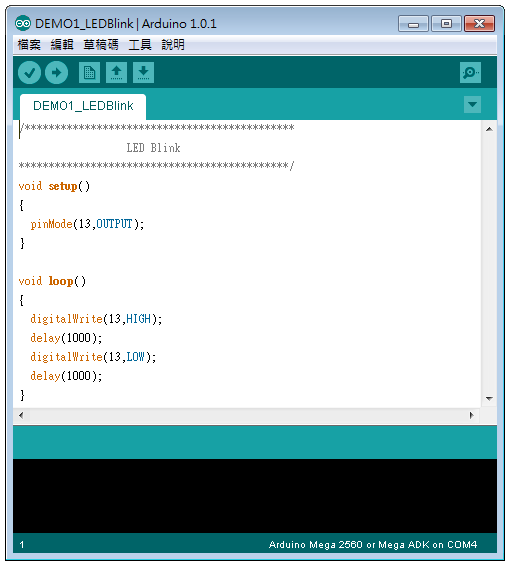 DEMO1_LEDBlink | Arduino 1.0.1
檔案 編輯 草稿碼 工具 說明
DEMO1_LEDBlink
/*********************************************
LED Blink
*********************************************/
void setup()
{
pinMode(13,OUTPUT);
}
void loop()
{
digitalWrite(13,HIGH);
delay(1000);
digitalWrite(13,LOW);
delay(1000);
}
1 Arduino Mega 2560 or Mega ADK on COM4